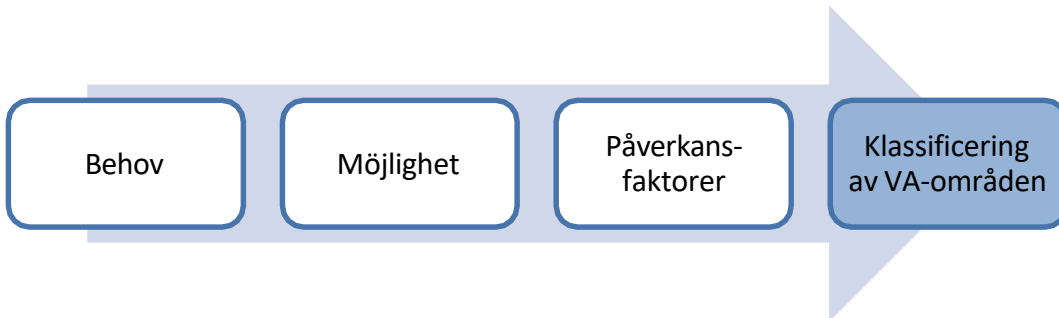 Behov
Möjlighet
Påverkans-
faktorer
Klassificering
av VA-områden